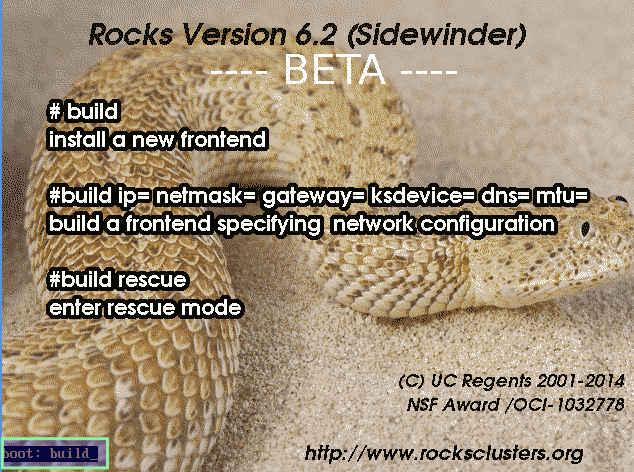 Rocks Version 6.2 (Sidewinder)
---- BETA ----
# build
install a new frontend
#build ip= netmask= gateway= ksdevice= dns= mtu=
build a frontend specifying network configuration
#build rescue
enter rescue mode
(C) UC Regents 2001-2014
NSF Award /OCI-1032778
boot: build_
http://www.rocksclusters.org